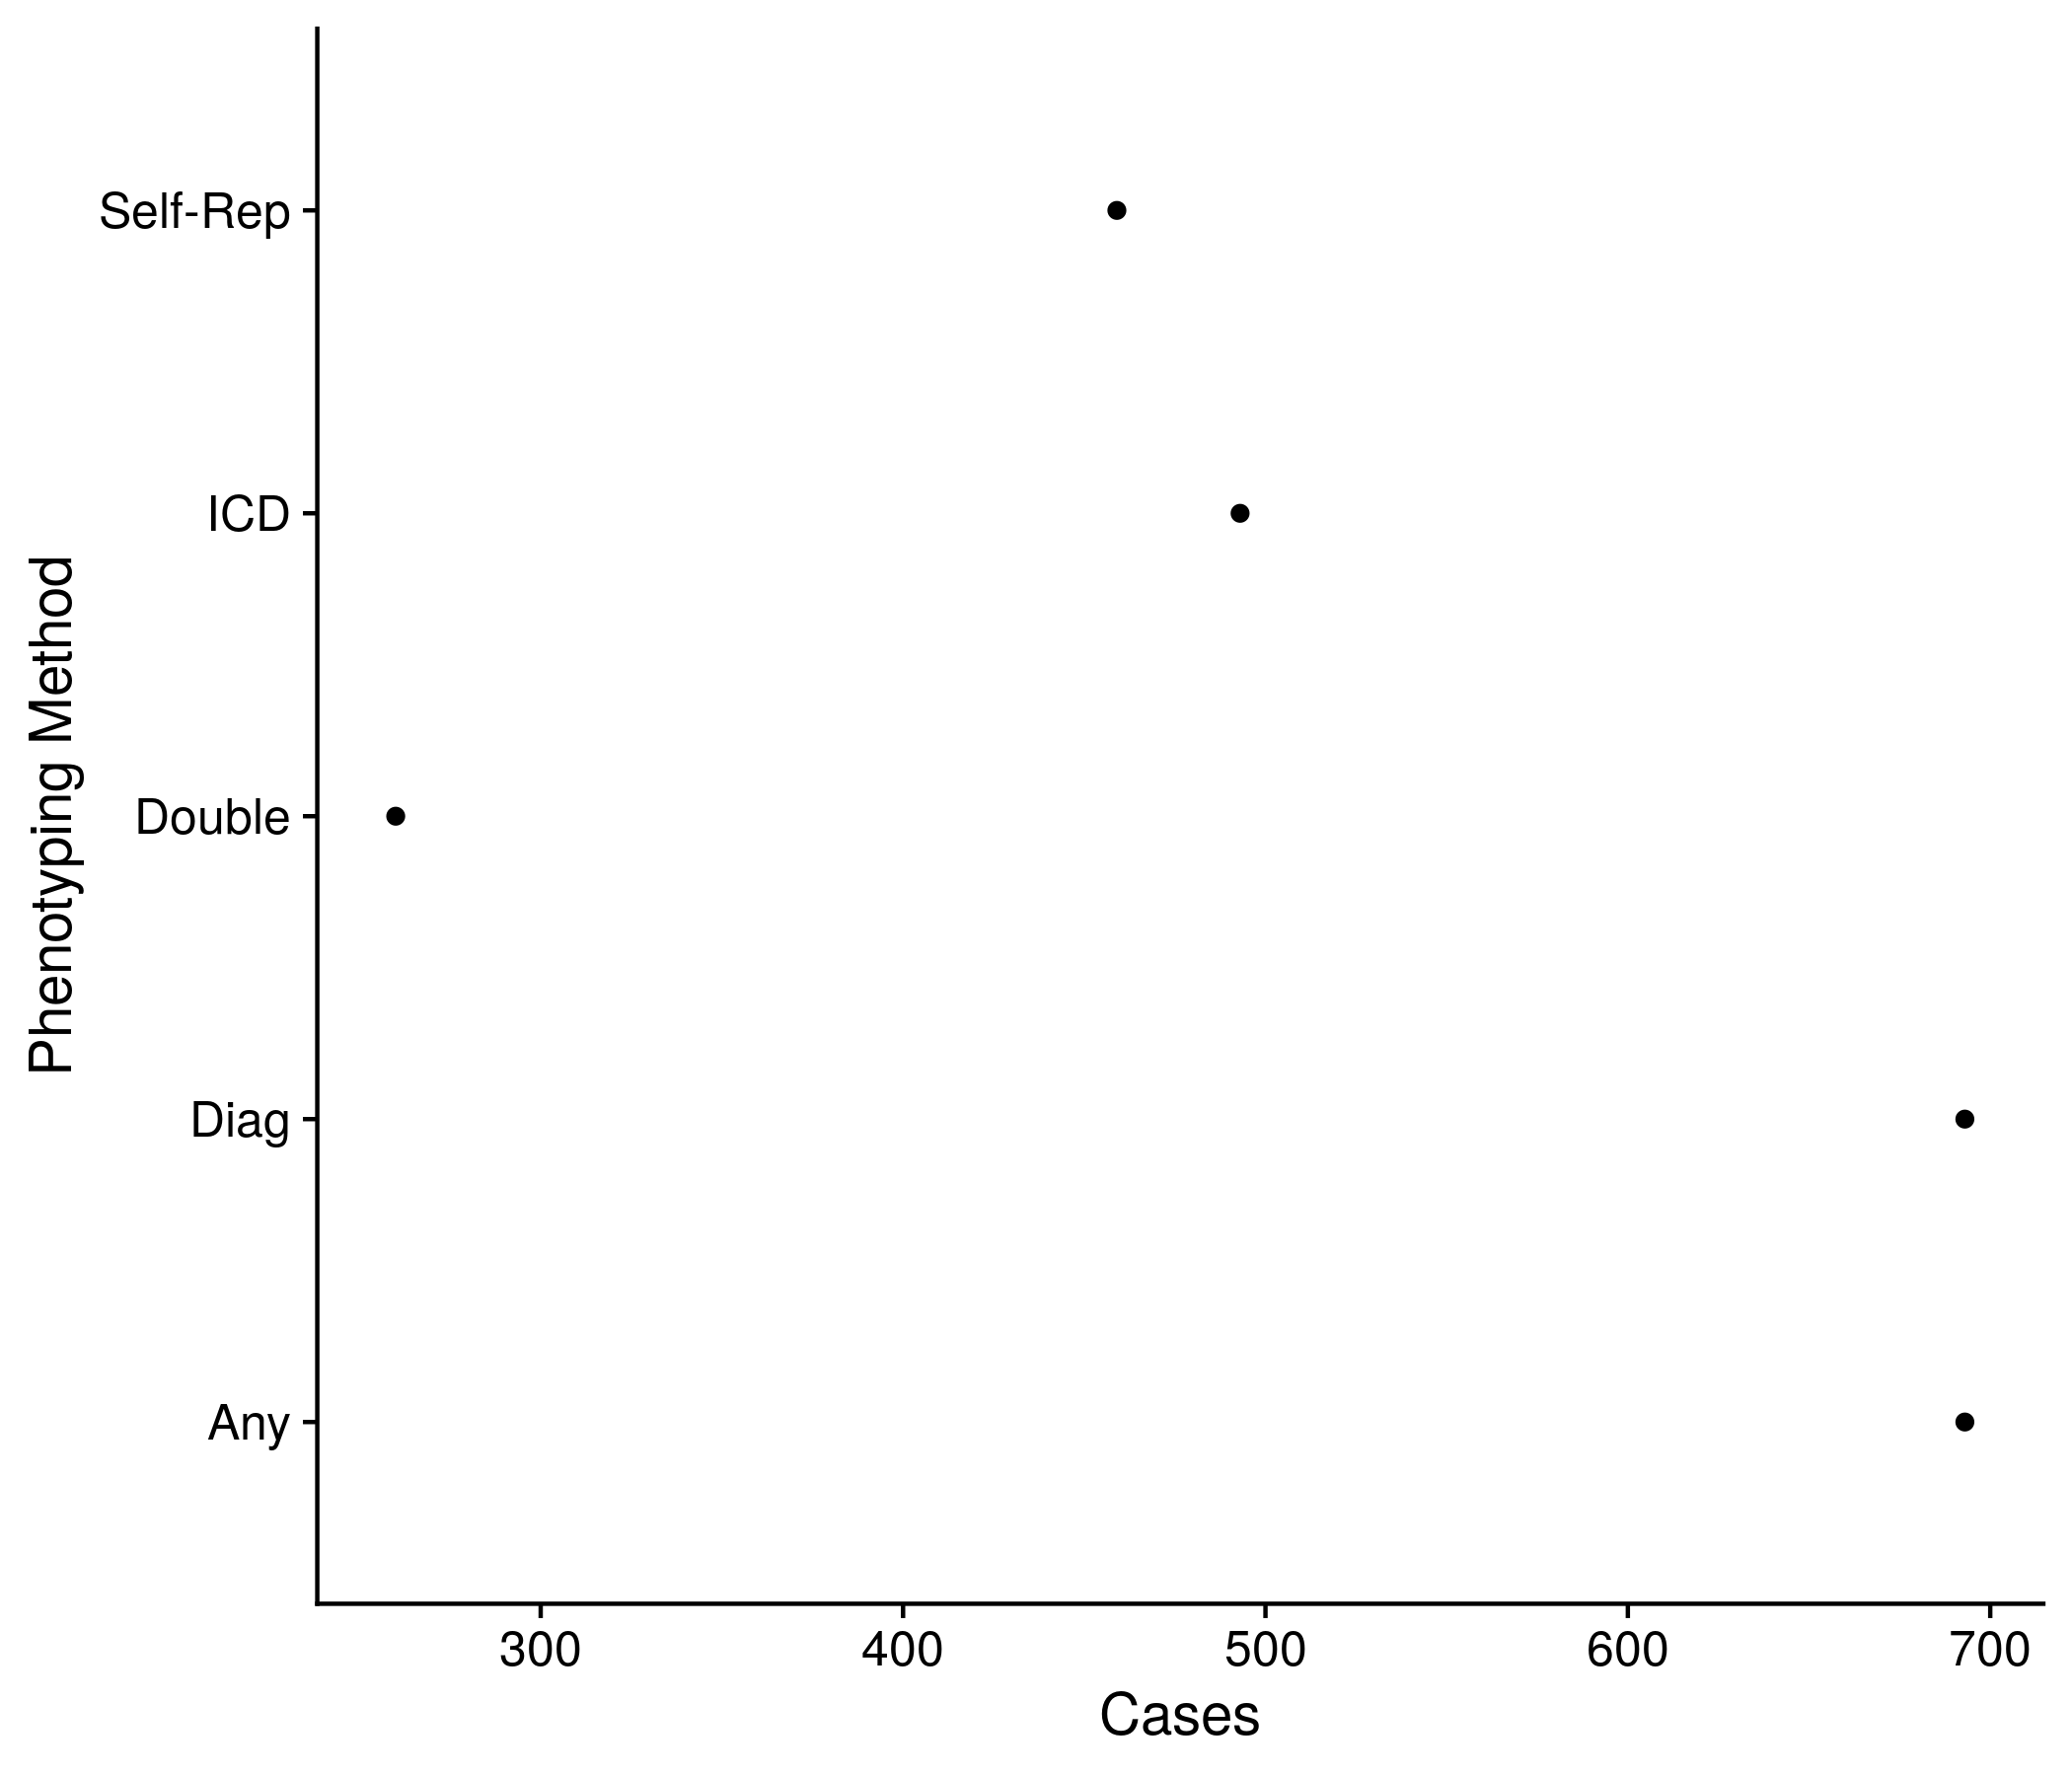 Phenotyping Method
Self-Rep
ICD
Double
Diag
Any
300 400 500 600 700
Cases